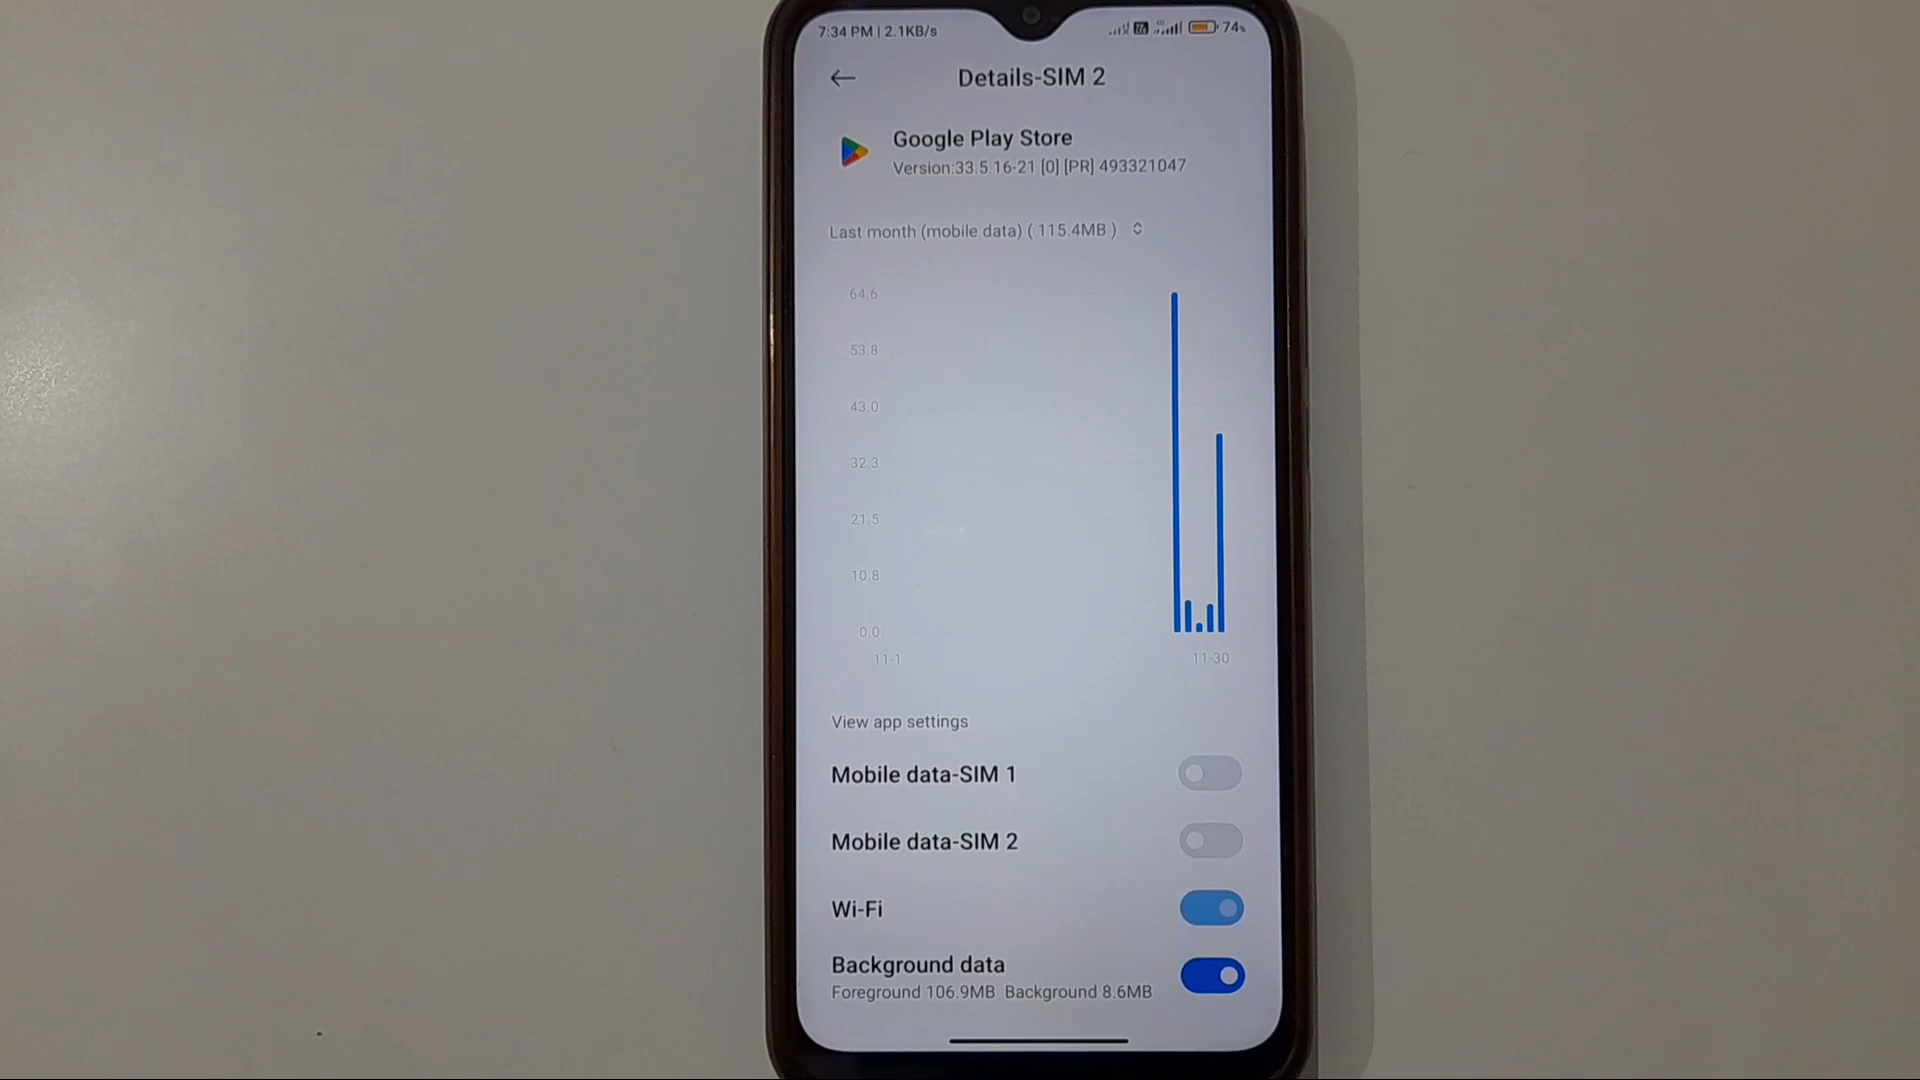 7:34 PM | 2.1KB/s
74%
Details-SIM 2
Google Play Store
Version:33.5.16-21 [0] [PR] 493321047
Last month (mobile data) ( 115.4MB )
64.6
53.8
43.0
32.3
21.5
10.8
0.0
11-1
11-30
View app settings
Mobile data-SIM 1
Mobile data-SIM 2
Wi-Fi
Background data
Foreground 106.9MB Background 8.6MB